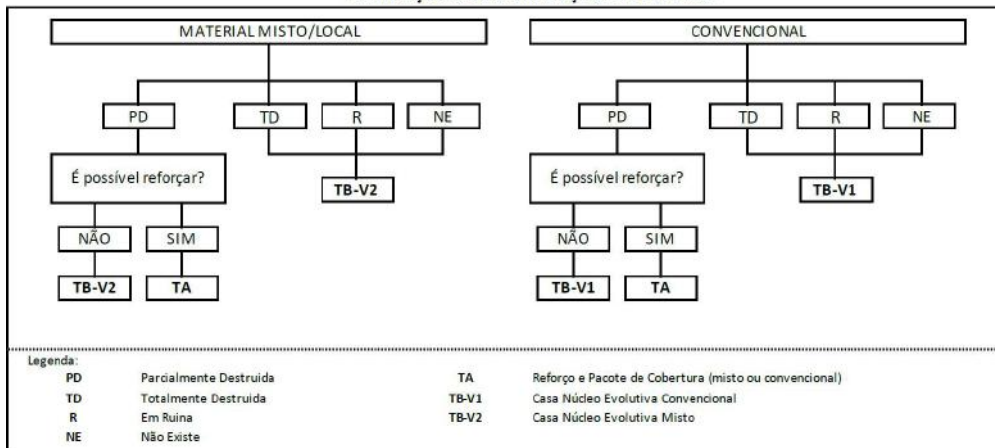 MATERIAL MISTO/LOCAL
CONVENCIONAL
PD
TD
R
NE
PD
TD
R
NE
É possível reforçar?
TB-V2
É possível reforçar?
TB-V1
NÃO
SIM
NÃO
SIM
TB-V2
TA
TB-V1
TA
Legenda:
PD Parcialmente Destruida
TD Totalmente Destruida
R Em Ruina
NE Não Existe
TA Reforço e Pacote de Cobertura (misto ou convencional)
TB-V1 Casa Núcleo Evolutiva Convencional
TB-V2 Casa Núcleo Evolutiva Misto